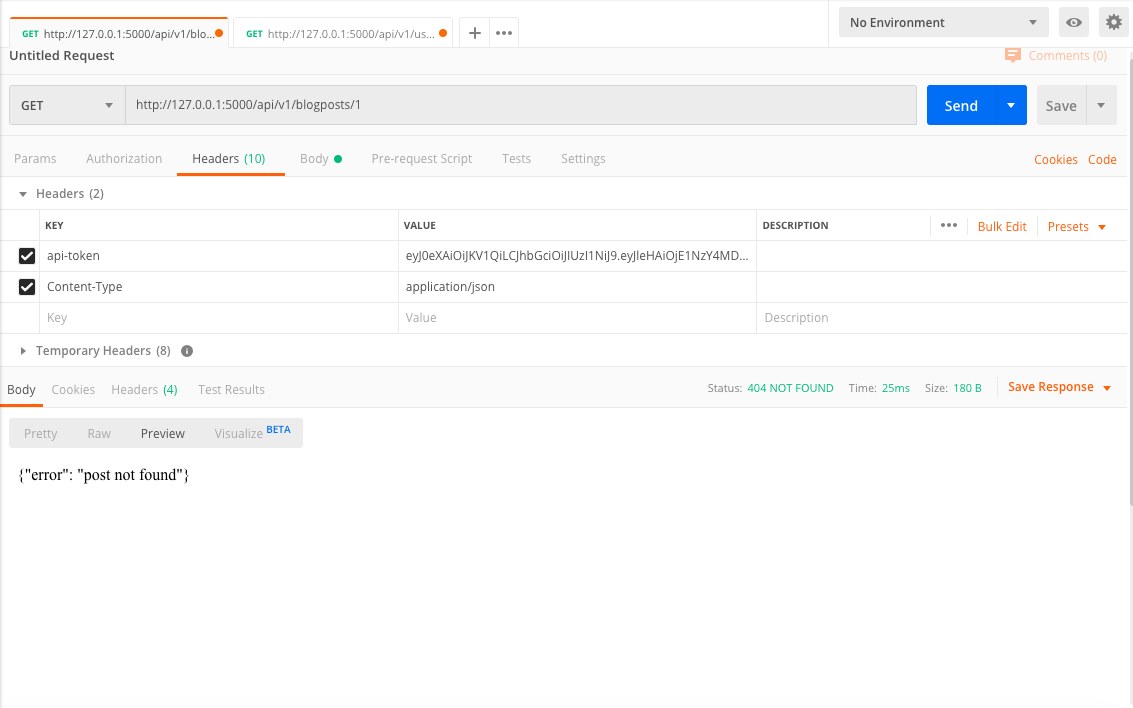 GET http://127.0.0.1:5000/api/v1/blo... GET http://127.0.0.1:5000/api/v1/us... + ••• No Environment
Untitled Request Comments (0)
GET http://127.0.0.1:5000/api/v1/blogposts/1 Send Save
Params Authorization Headers (10) Body Pre-request Script Tests Settings Cookies Code
Headers (2)
KEY VALUE DESCRIPTION ••• Bulk Edit Presets
api-token eyJ0eXAiOiJKV1QiLCJhbGciOiJIUzI1NiJ9.eyJleHAiOjE1NzY4MD...
Content-Type application/json
Key Value Description
Temporary Headers (8) i
Body Cookies Headers (4) Test Results Status: 404 NOT FOUND Time: 25ms Size: 180 B Save Response
Pretty Raw Preview Visualize BETA
{"error": "post not found"}